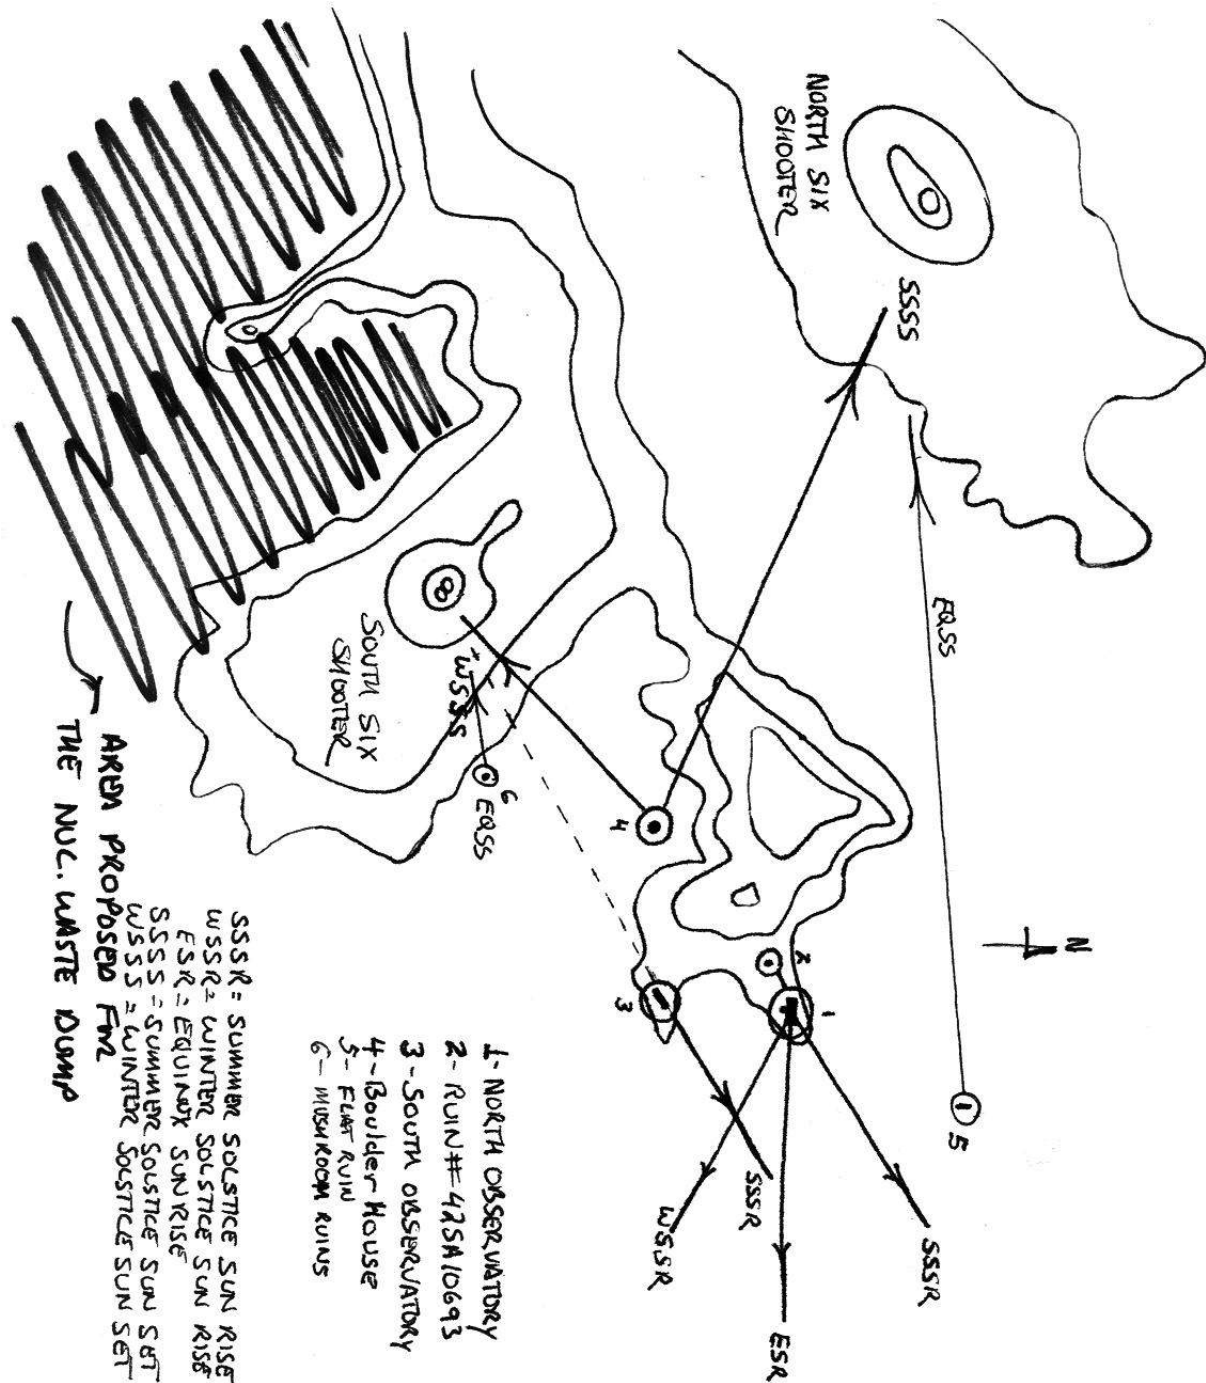 NORTH SIX
SHOOTER
SSSS
EQSS
SOUTH SIX
SHOOTER
± WSSS
6
EQSS
4
N
2
1
3
5
SSSR
ESR
SSSR
WSSR
1- NORTH OBSERVATORY
2- RUIN # 42SA10693
3- SOUTH OBSERVATORY
4- Boulder House
5- FLAT RUIN
6- MUSHROOM RUINS
SSSR = SUMMER SOLSTICE SUN RISE
WSSR = WINTER SOLSTICE SUN RISE
ESR = EQUINOX SUNRISE
SSSS = SUMMER SOLSTICE SUN SET
WSSS = WINTER SOLSTICE SUN SET
AREA PROPOSED FOR
THE NUC. WASTE DUMP